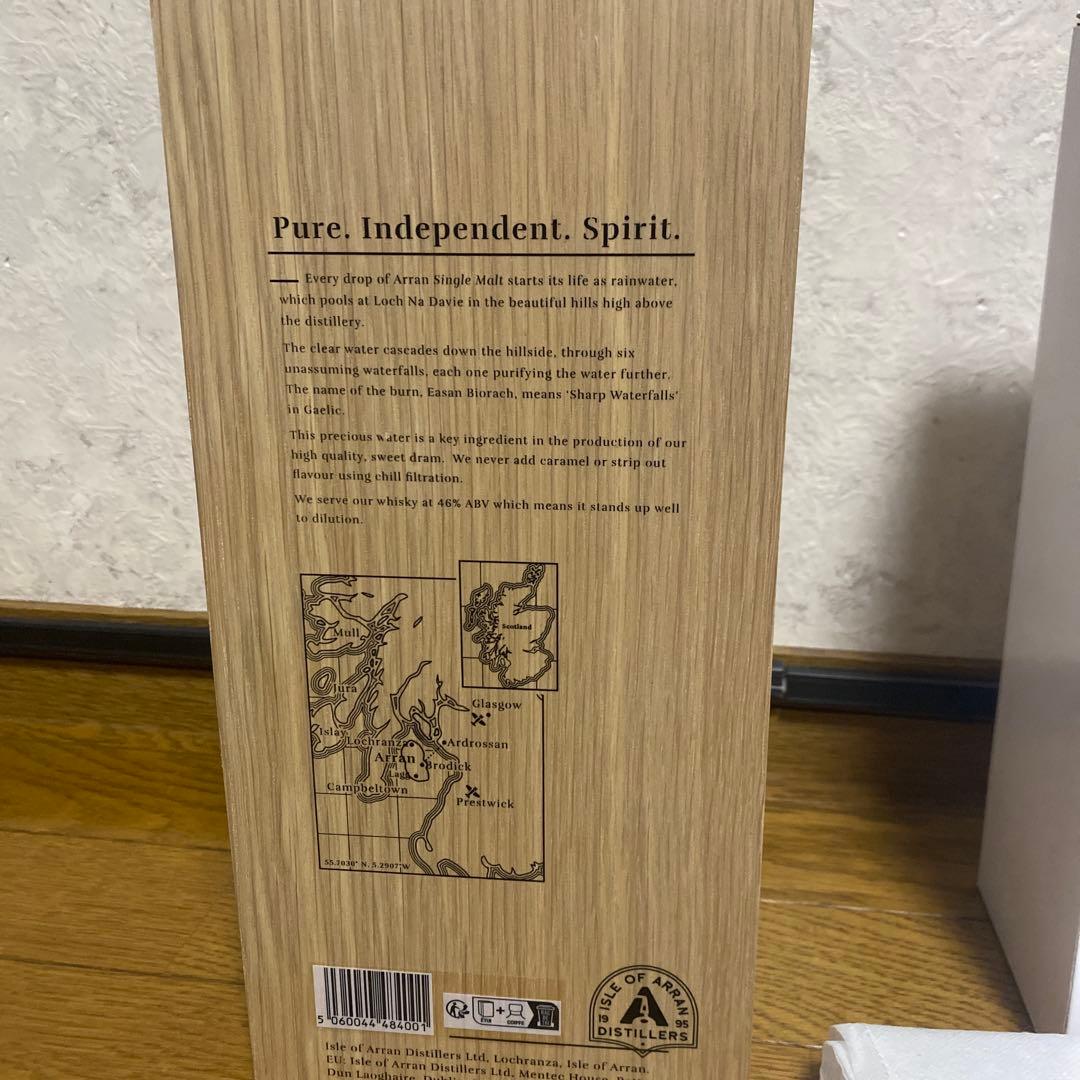 Pure. Independent. Spirit.
Every drop of Arran Single Malt starts its life as rainwater,
which pools at Loch Na Davie in the beautiful hills high above
the distillery.
The clear water cascades down the hillside, through six
unassuming waterfalls, each one purifying the water further.
The name of the burn, Easan Biorach, means ‘Sharp Waterfalls’
in Gaelic.
This precious water is a key ingredient in the production of our
high quality, sweet dram. We never add caramel or strip out
flavour using chill filtration.
We serve our whisky at 46% ABV which means it stands up well
to dilution.
Scotland
Mull
Jura
Glasgow
Islay
Lochranza
Ardrossan
Arran
Brodick
Lagg
Campbeltown
Prestwick
55.7030° N, 5.2907°W
5 060044 484001
ÉTUI
+
COIFFE
ISLE OF ARRAN
19 A 95
DISTILLERS
Isle of Arran Distillers Ltd, Lochranza, Isle of Arran.
EU: Isle of Arran Distillers Ltd, Mentec House,
Dun Laoghaire,